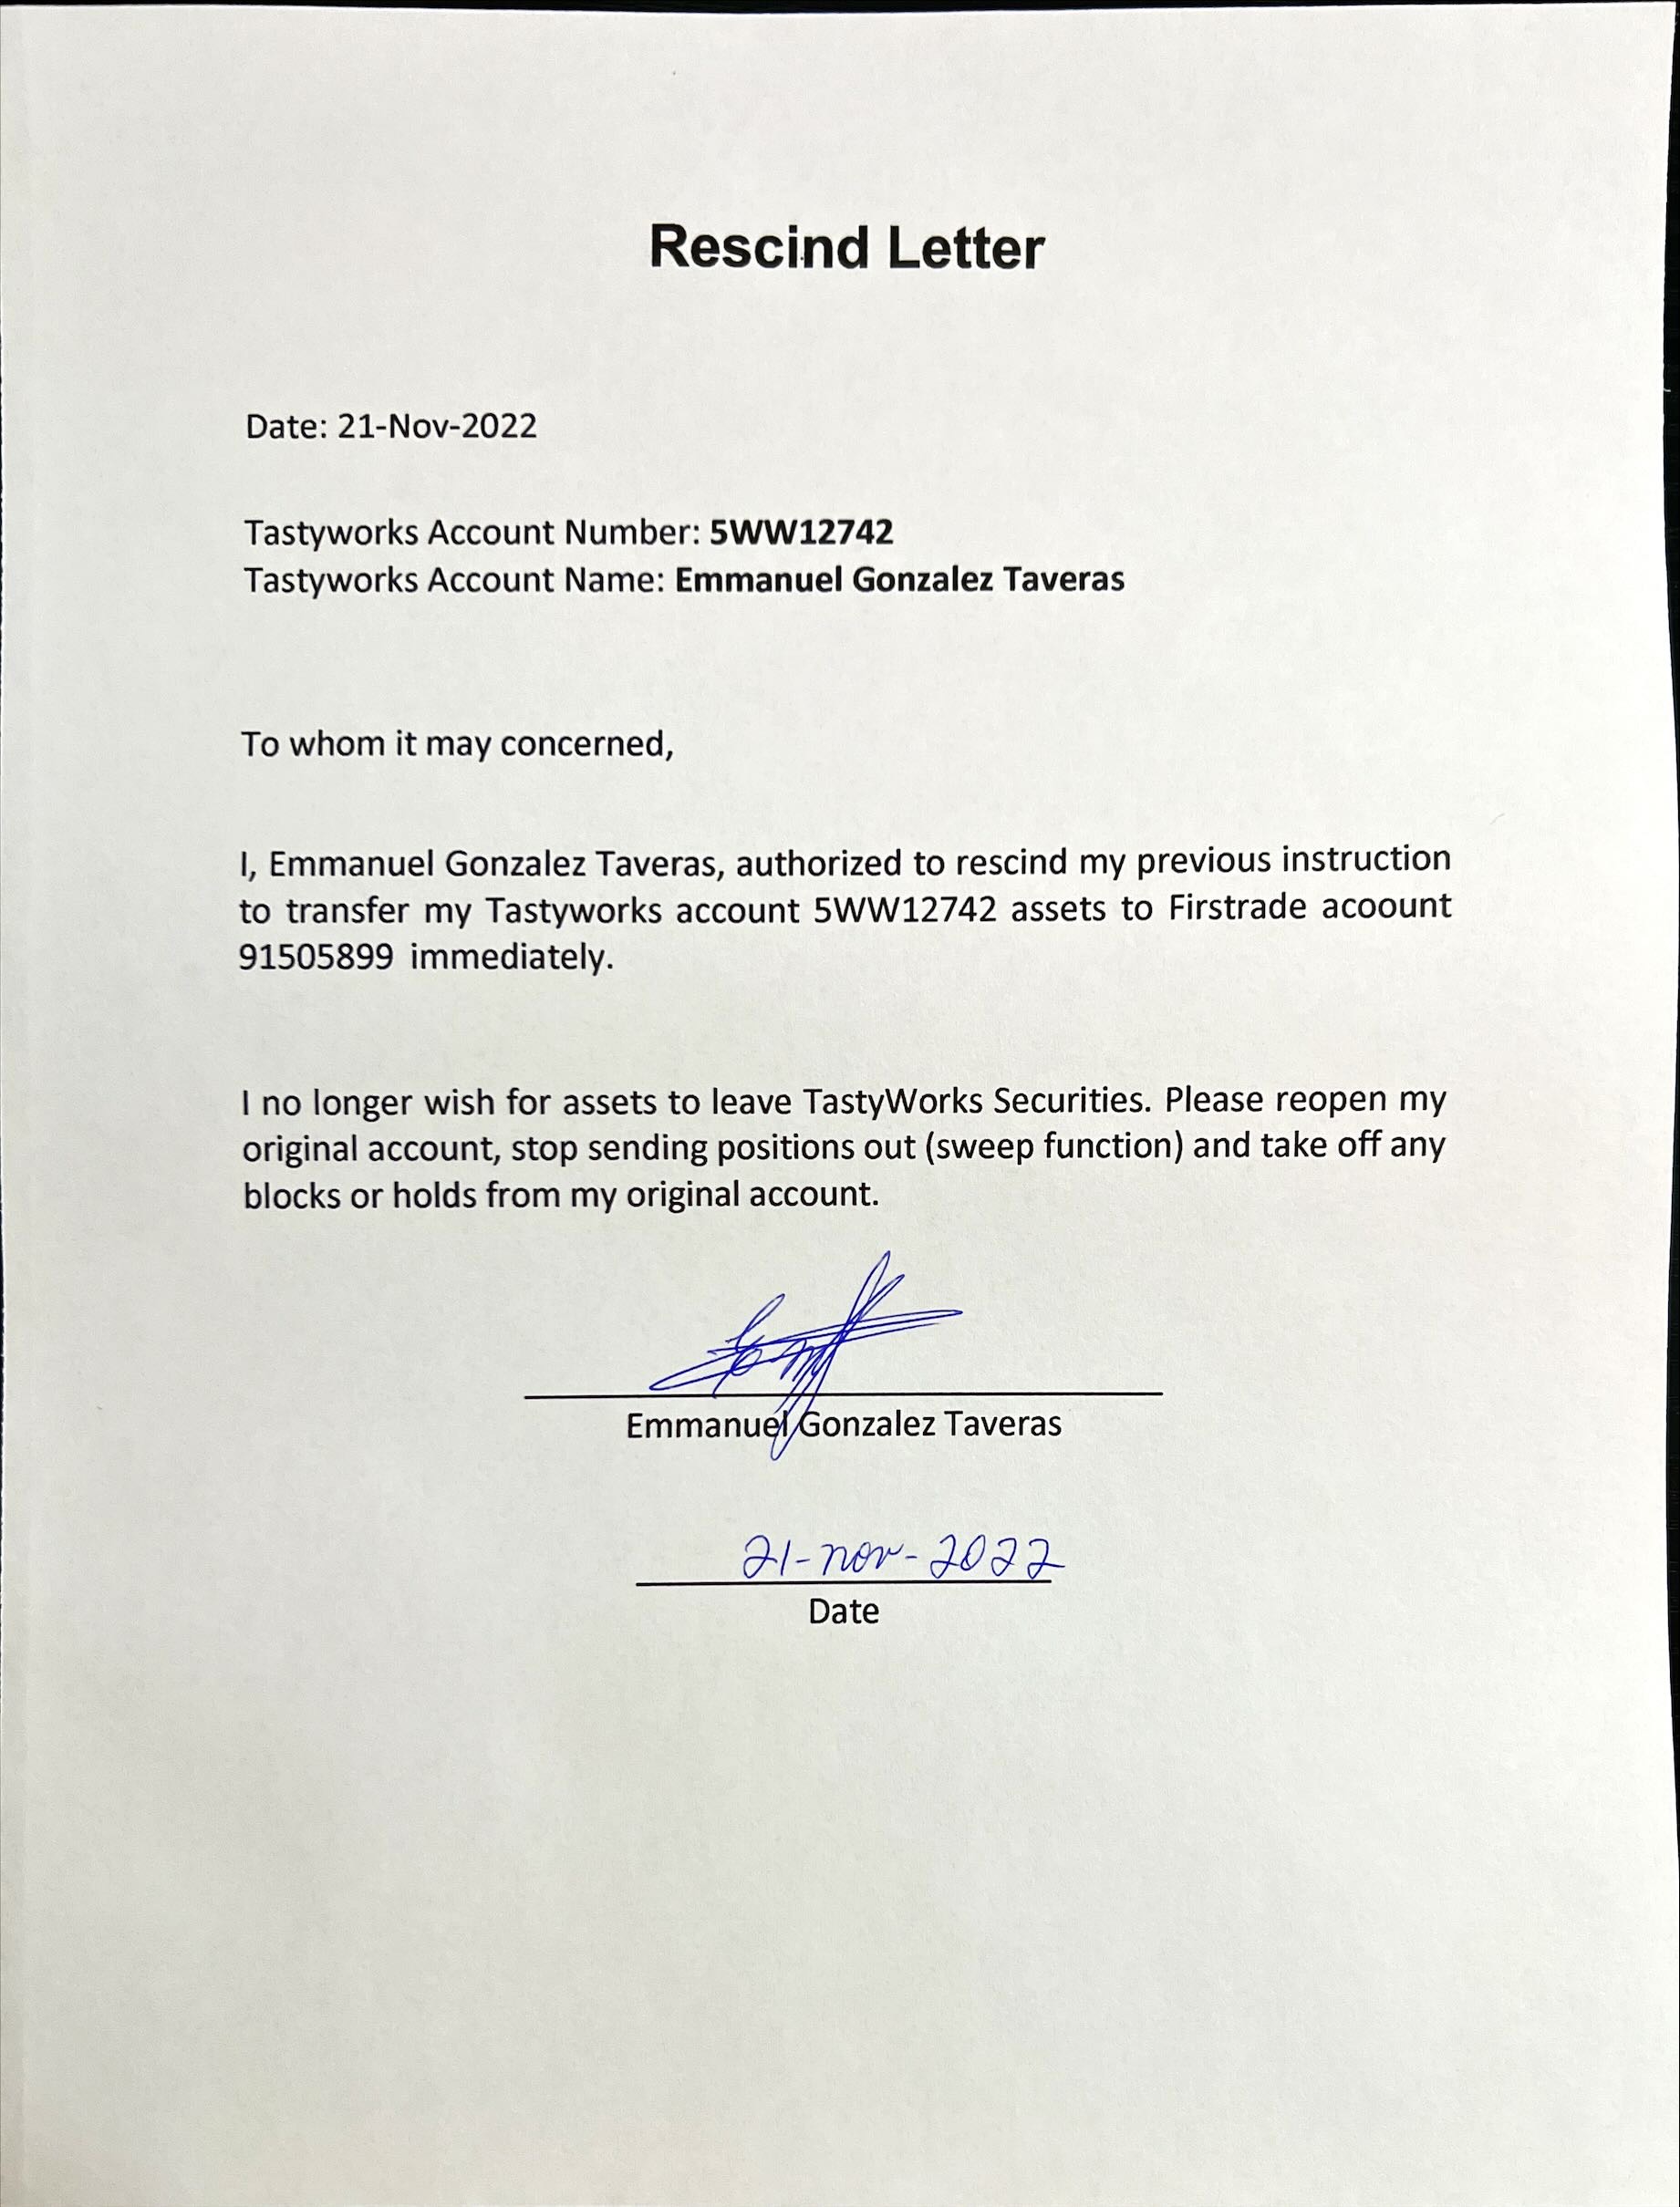 Rescind Letter
Date: 21-Nov-2022
Tastyworks Account Number: 5WW12742
Tastyworks Account Name: Emmanuel Gonzalez Taveras
To whom it may concerned,
I, Emmanuel Gonzalez Taveras, authorized to rescind my previous instruction
to transfer my Tastyworks account 5WW12742 assets to Firstrade acoount
91505899 immediately.
I no longer wish for assets to leave TastyWorks Securities. Please reopen my
original account, stop sending positions out (sweep function) and take off any
blocks or holds from my original account.
Emmanuel Gonzalez Taveras
21-nov-2022
Date